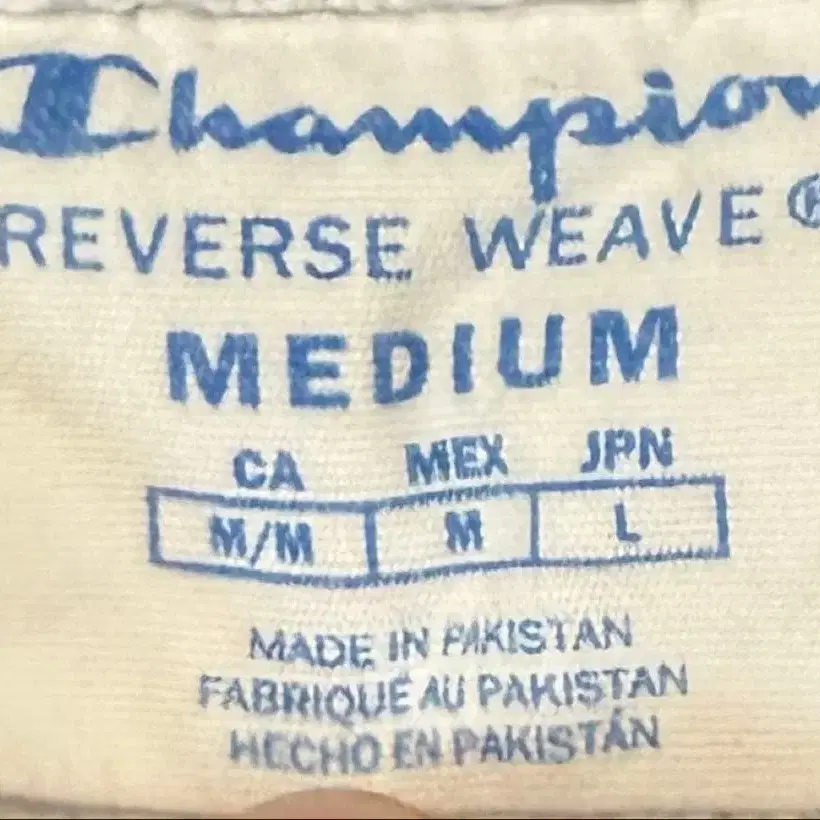 Champion
REVERSE WEAVE®
MEDIUM
CA MEX JPN
M/M M L
MADE IN PAKISTAN
FABRIQUÉ AU PAKISTAN
HECHO EN PAKISTÁN